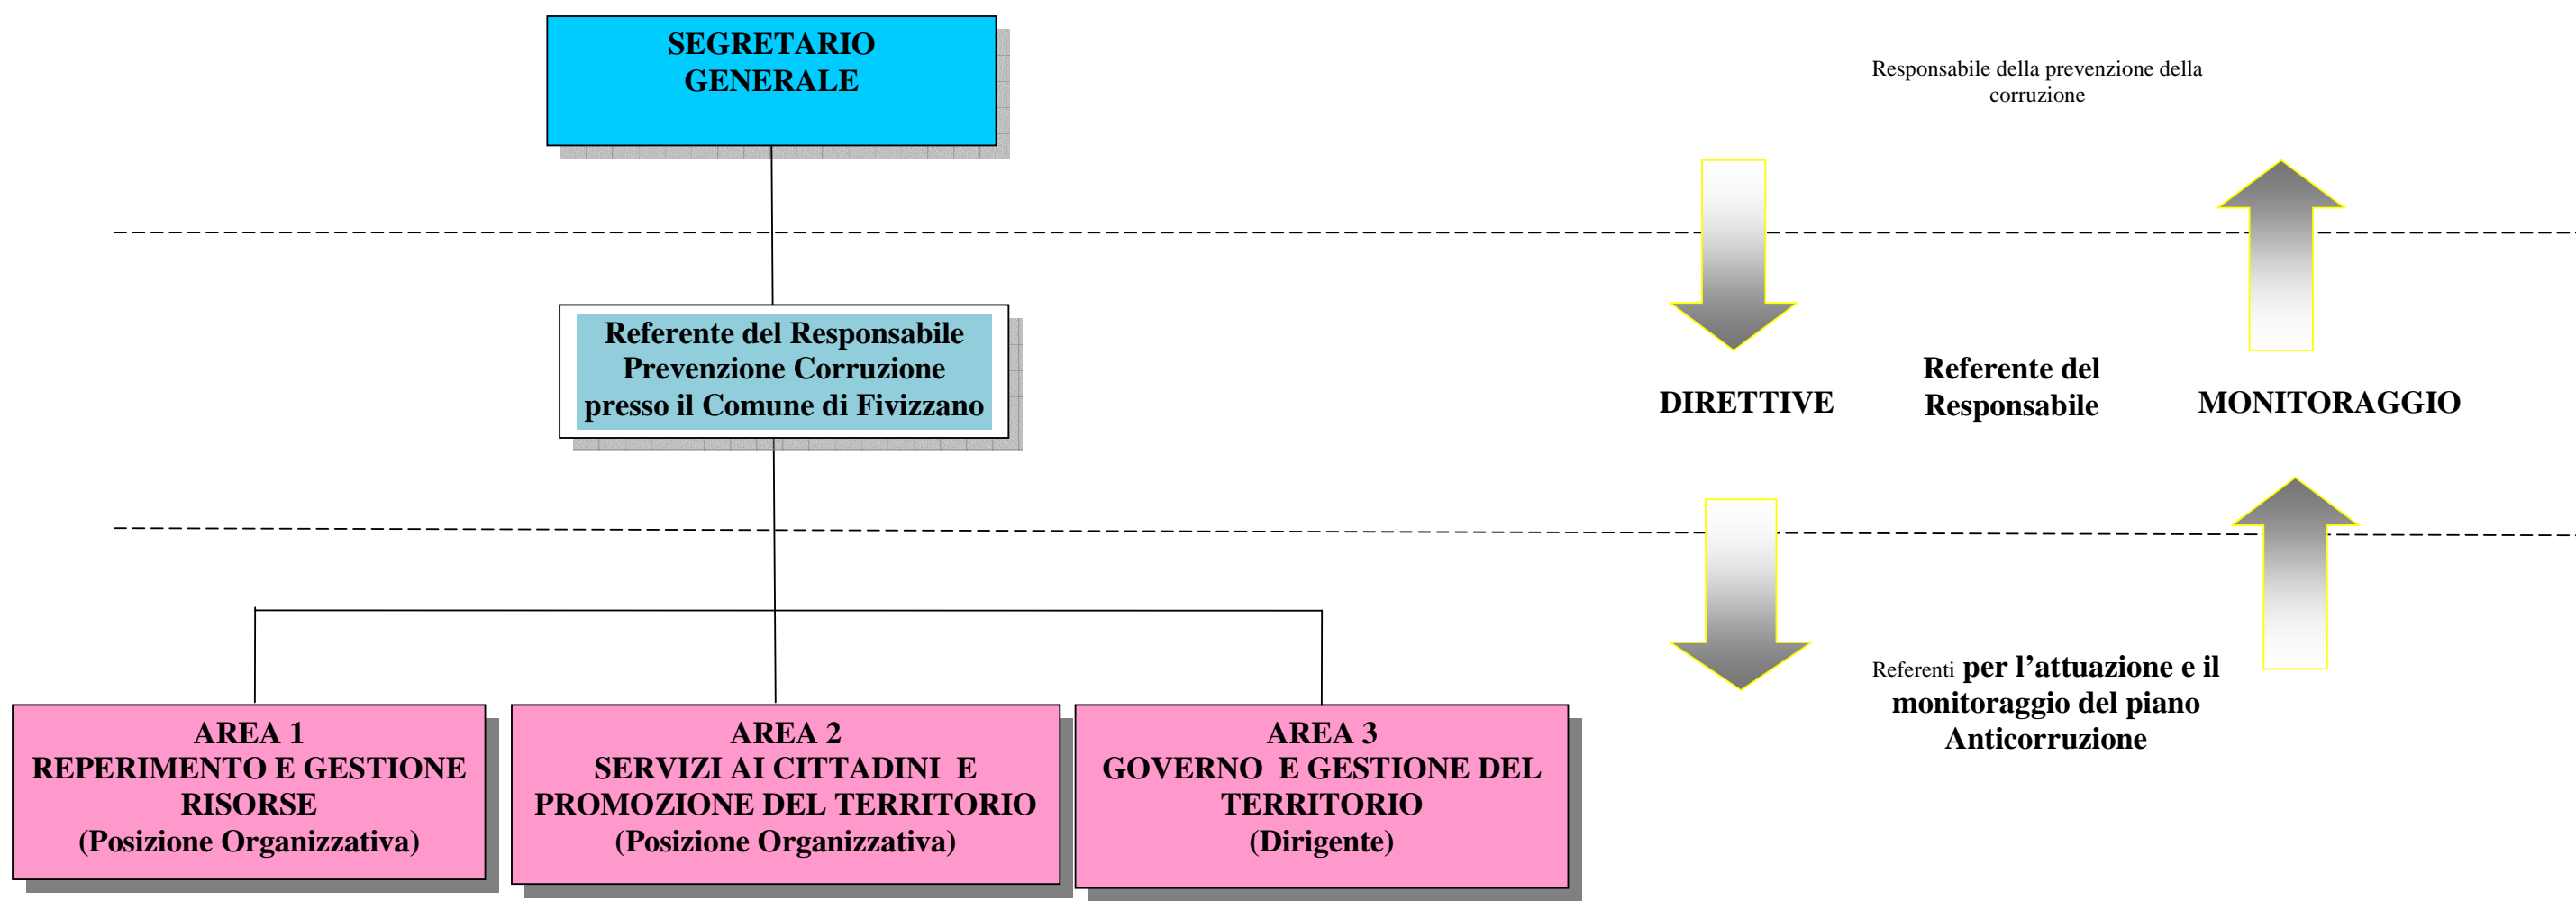 SEGRETARIO
GENERALE
Responsabile della prevenzione della
corruzione
Referente del Responsabile
Prevenzione Corruzione
presso il Comune di Fivizzano
DIRETTIVE
Referente del
Responsabile
MONITORAGGIO
Referenti per l’attuazione e il
monitoraggio del piano
Anticorruzione
AREA 1
REPERIMENTO E GESTIONE
RISORSE
(Posizione Organizzativa)
AREA 2
SERVIZI AI CITTADINI E
PROMOZIONE DEL TERRITORIO
(Posizione Organizzativa)
AREA 3
GOVERNO E GESTIONE DEL
TERRITORIO
(Dirigente)